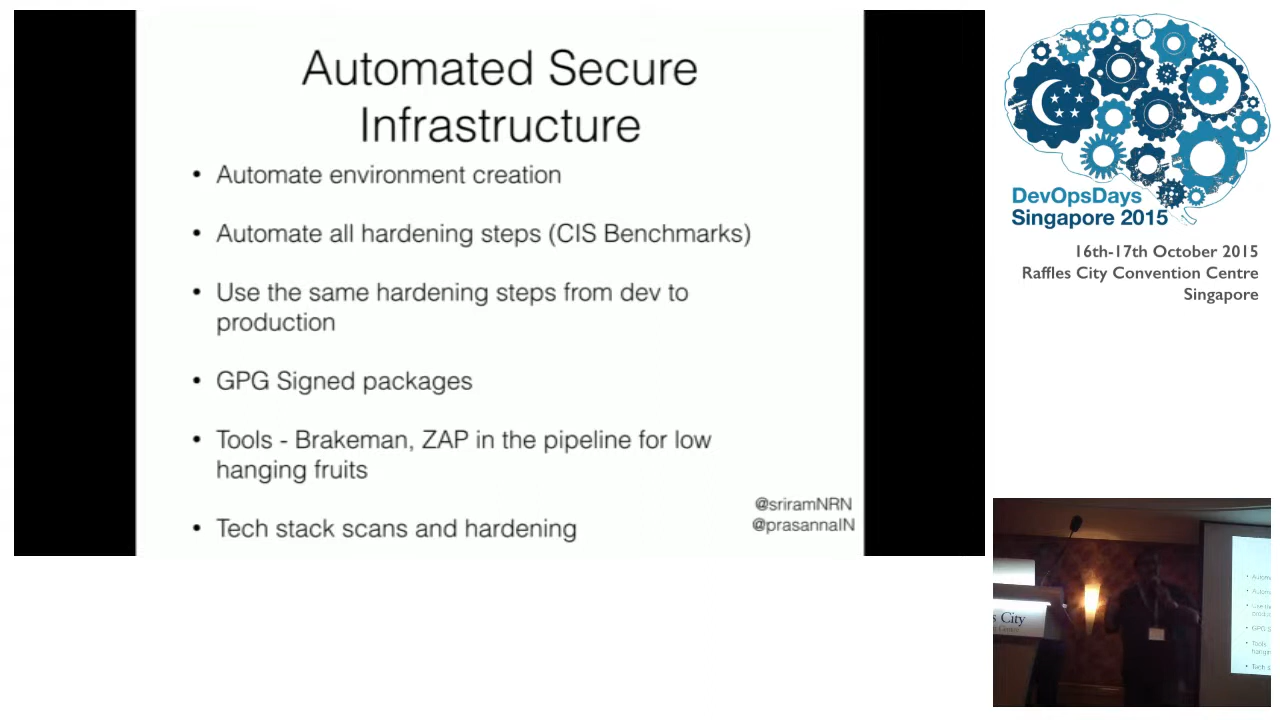 Automated Secure
Infrastructure
• Automate environment creation
• Automate all hardening steps (CIS Benchmarks)
• Use the same hardening steps from dev to
production
• GPG Signed packages
• Tools - Brakeman, ZAP in the pipeline for low
hanging fruits
• Tech stack scans and hardening
@sriramNRN
@prasannaIN
DevOpsDays
Singapore 2015
16th-17th October 2015
Raffles City Convention Centre
Singapore
s City